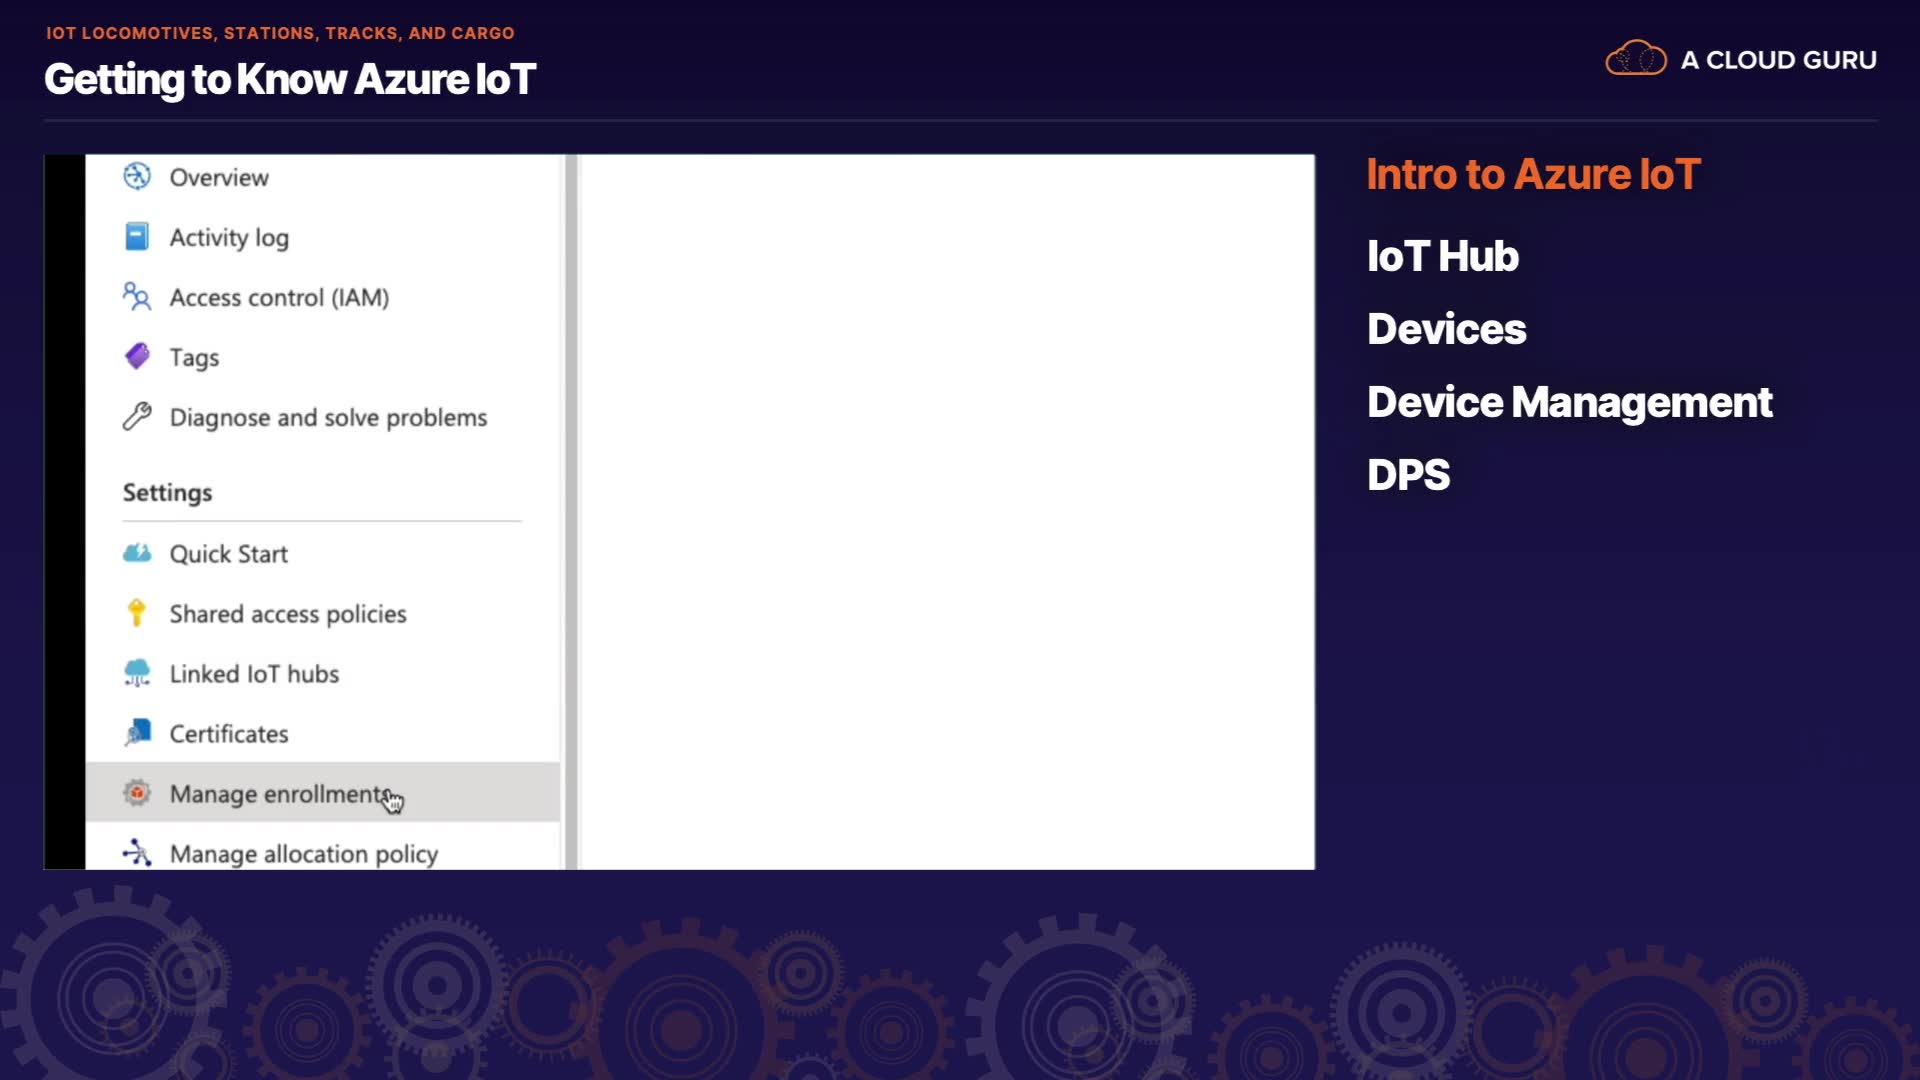 IOT LOCOMOTIVES, STATIONS, TRACKS, AND CARGO
Getting to Know Azure IoT
A CLOUD GURU
Overview
Activity log
Access control (IAM)
Tags
Diagnose and solve problems
Settings
Quick Start
Shared access policies
Linked IoT hubs
Certificates
Manage enrollments
Manage allocation policy
Intro to Azure IoT
IoT Hub
Devices
Device Management
DPS